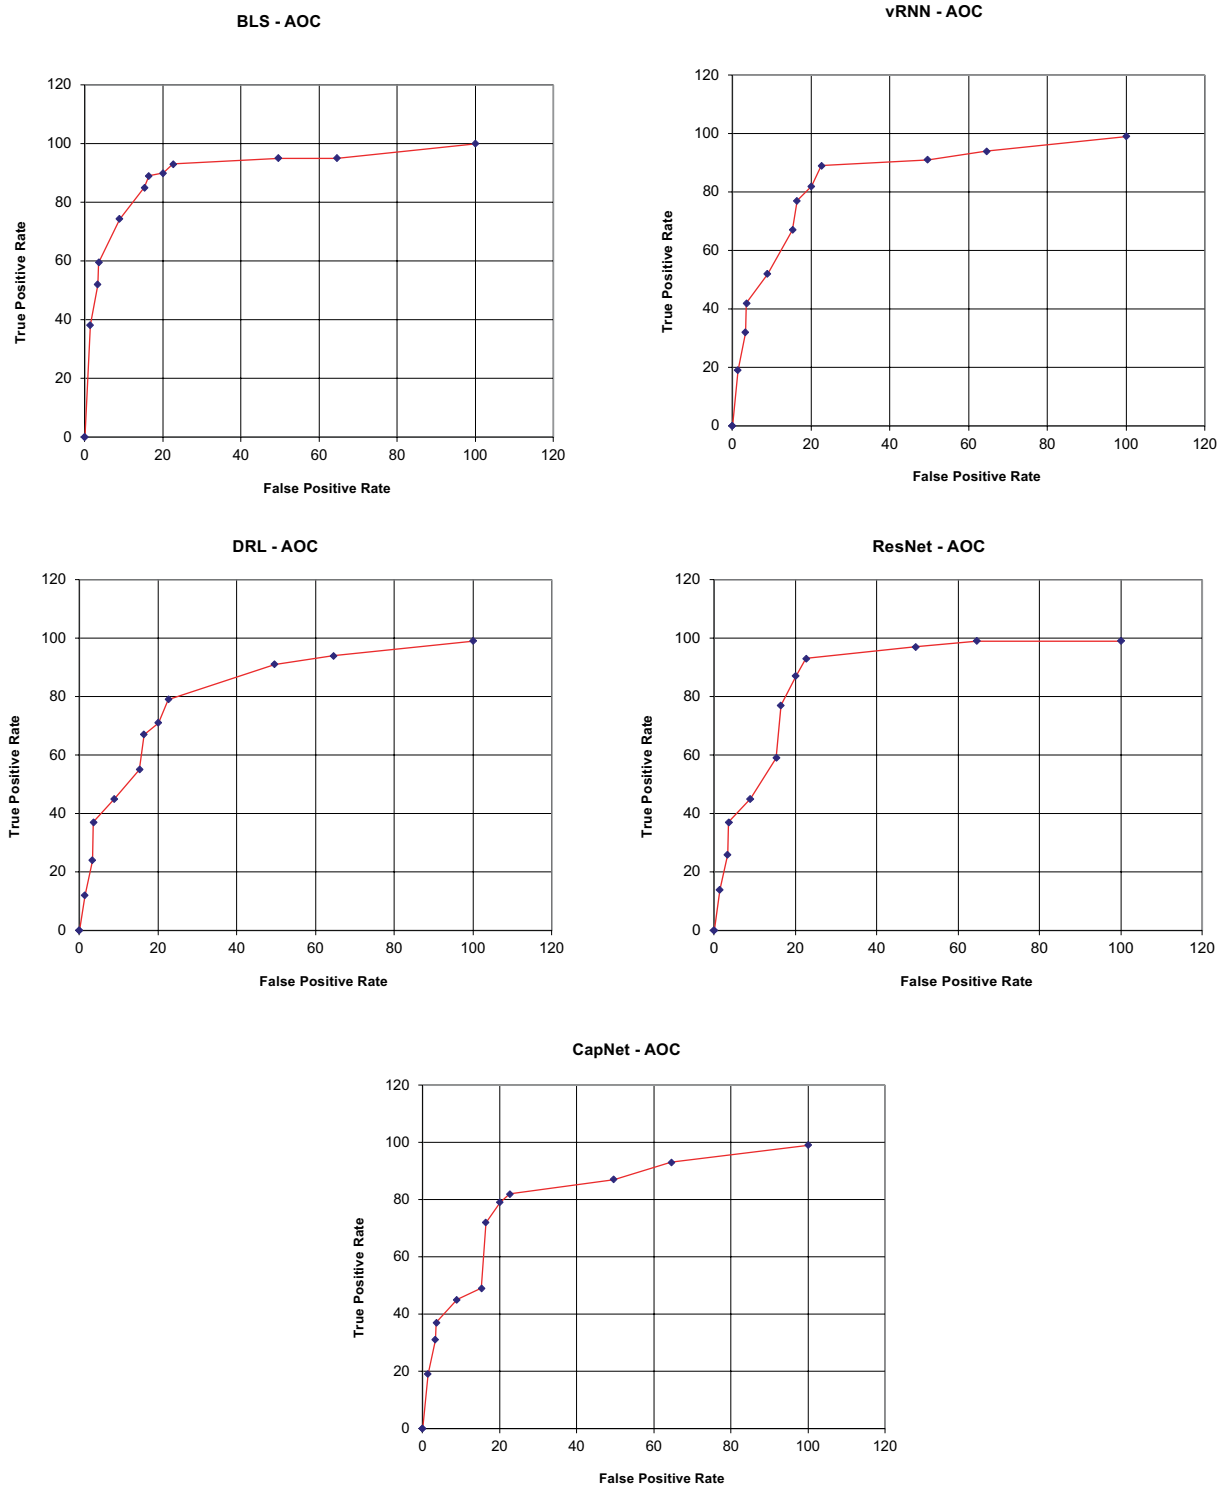 BLS - AOC
120
100
80
60
40
20
0
0 20 40 60 80 100 120
True Positive Rate
False Positive Rate
vRNN - AOC
120
100
80
60
40
20
0
0 20 40 60 80 100 120
True Positive Rate
False Positive Rate
DRL - AOC
120
100
80
60
40
20
0
0 20 40 60 80 100 120
True Positive Rate
False Positive Rate
ResNet - AOC
120
100
80
60
40
20
0
0 20 40 60 80 100 120
True Positive Rate
False Positive Rate
CapNet - AOC
120
100
80
60
40
20
0
0 20 40 60 80 100 120
True Positive Rate
False Positive Rate